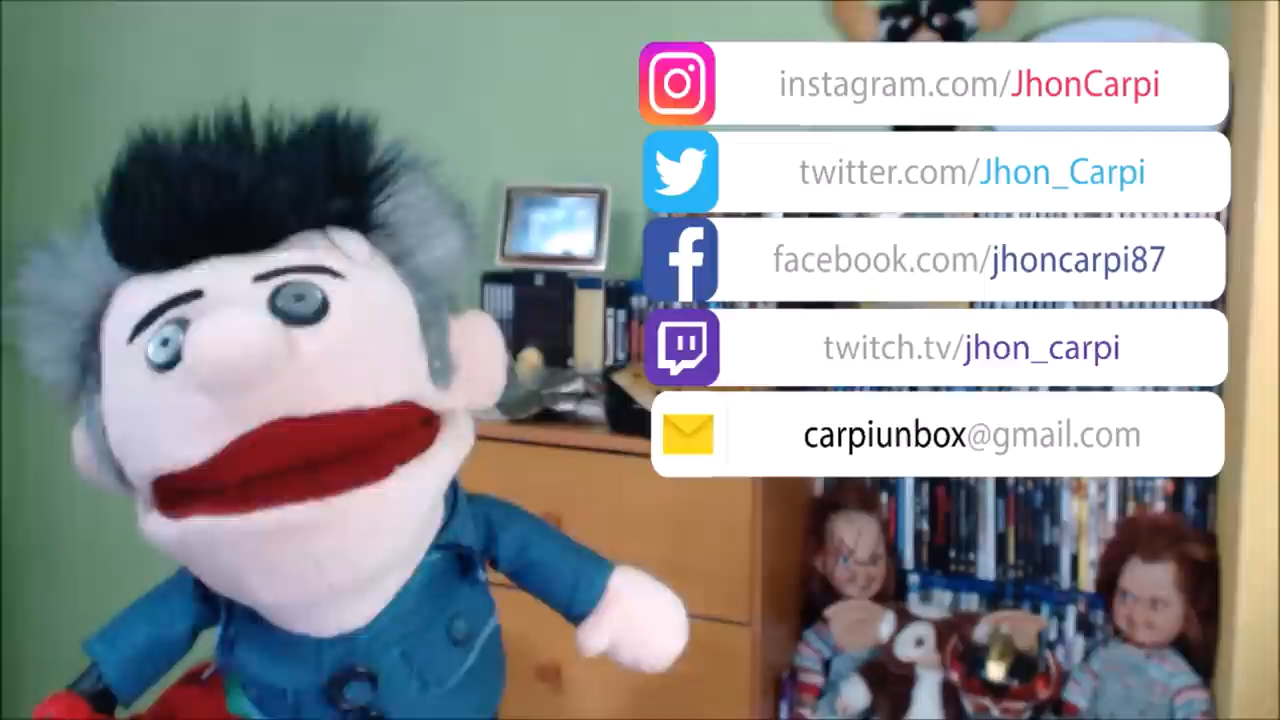 instagram.com/JhonCarpi
twitter.com/Jhon_Carpi
facebook.com/jhoncarpi87
twitch.tv/jhon_carpi
carpiunbox@gmail.com